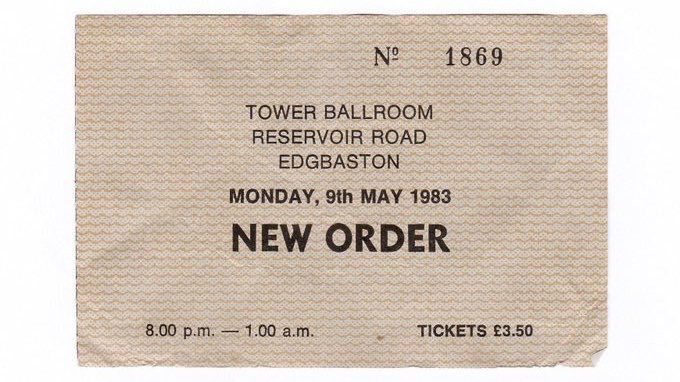 Nº 1869
TOWER BALLROOM
RESERVOIR ROAD
EDGBASTON
MONDAY, 9th MAY 1983
NEW ORDER
8.00 p.m. — 1.00 a.m. TICKETS £3.50